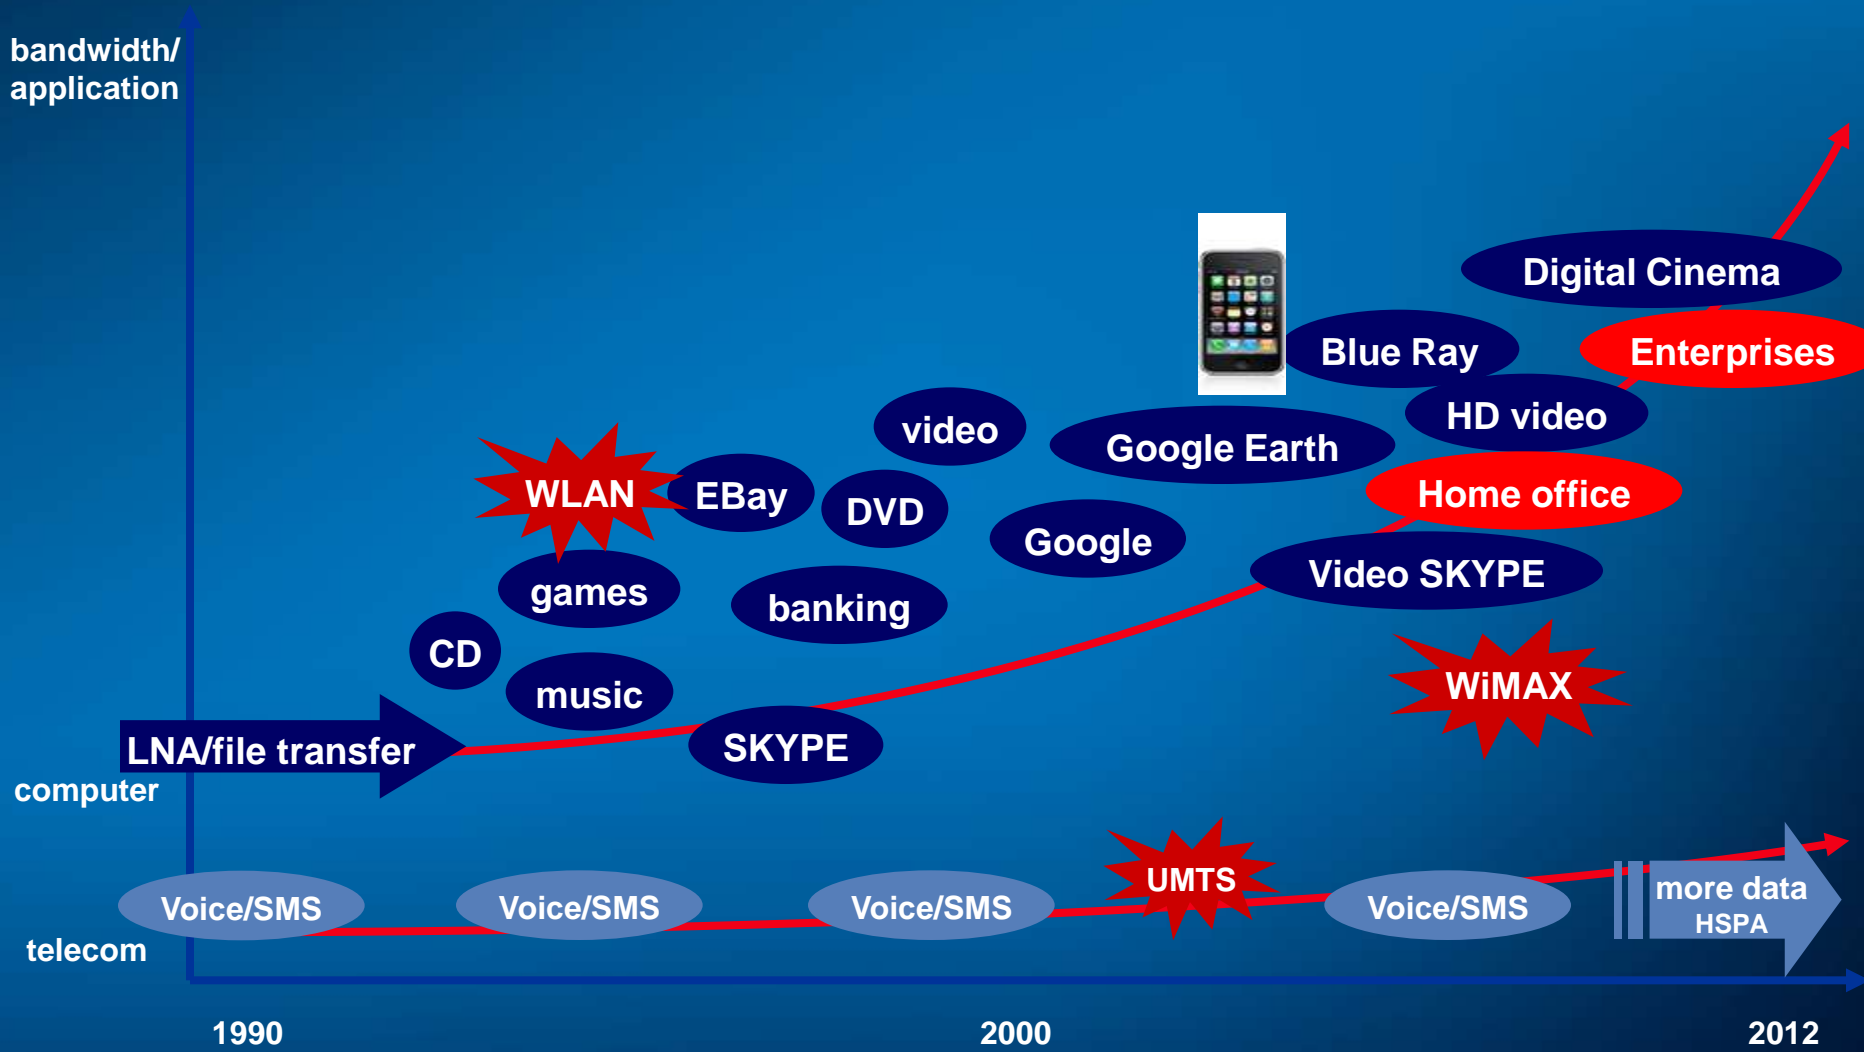 bandwidth/
application
Digital Cinema
Blue Ray
Enterprises
HD video
video
Google Earth
WLAN
EBay
DVD
Home office
Google
Video SKYPE
games
banking
CD
music
WiMAX
LNA/file transfer
SKYPE
computer
UMTS
Voice/SMS
Voice/SMS
Voice/SMS
Voice/SMS
more data
HSPA
telecom
1990
2000
2012